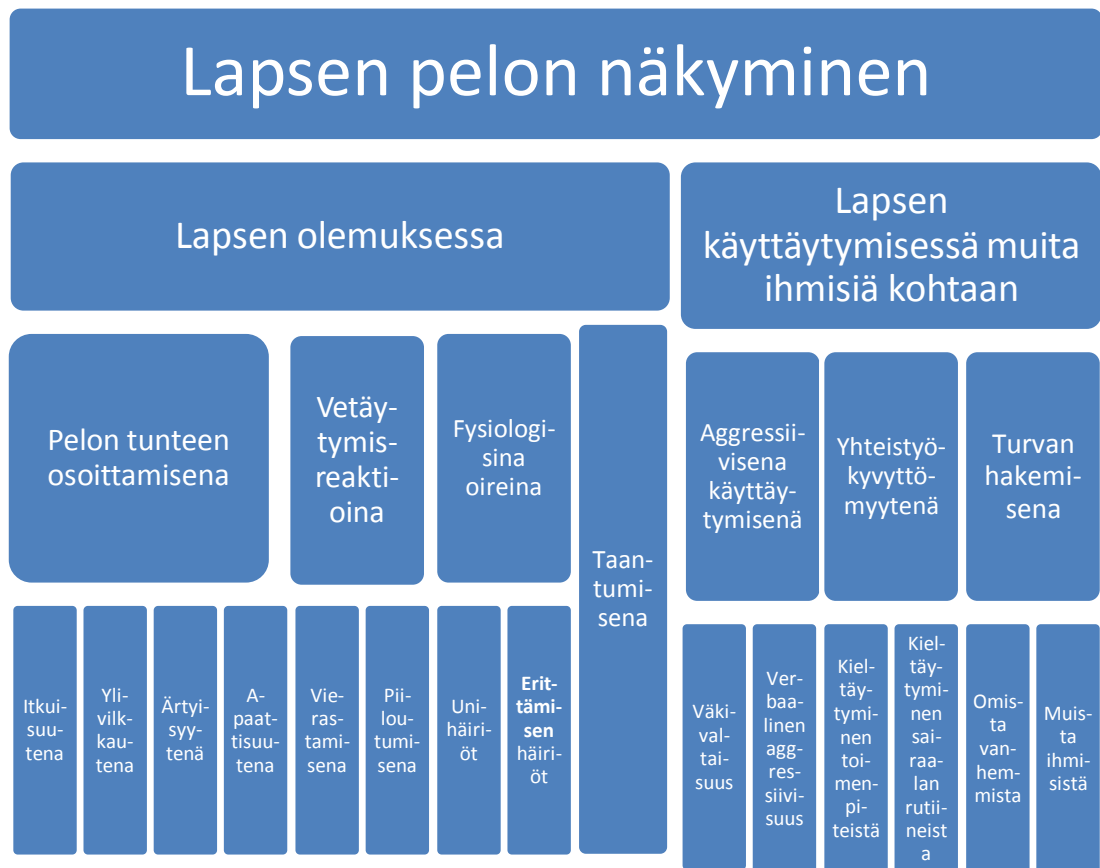 Lapsen pelon näkyminen
Lapsen olemuksessa
Lapsen
käyttäytymisessä muita
ihmisiä kohtaan
Pelon tunteen
osoittamisena
Vetäy-
tymis-
reakti-
oina
Fysiologi-
sina
oireina
Taan-
tumi-
sena
Aggressii-
visena
käyttäy-
tymisenä
Yhteistyö-
kyvyttö-
myytenä
Turvan
hakemi-
sena
Itkui-
suu-
tena
Yli-
vilk-
kau-
tena
Ärtyi-
syy-
tenä
A-
paat-
tisuu-
tena
Vie-
ras-
tami-
sena
Pii-
lou-
tumi-
sena
Uni-
häiri-
öt
Erit-
tämi-
sen
häiri-
öt
Väki-
val-
tai-
suus
Ver-
baa-
linen
agg-
res-
siivi-
suus
Kiel-
täy-
tymi-
nen
toi-
men-
pi-
teistä
Kiel-
täy-
tymi-
nen
sai-
raa-
lan
rutii-
neist
a
Omis-
ta
van-
hem-
mista
Muis-
ta
ihmi-
sistä